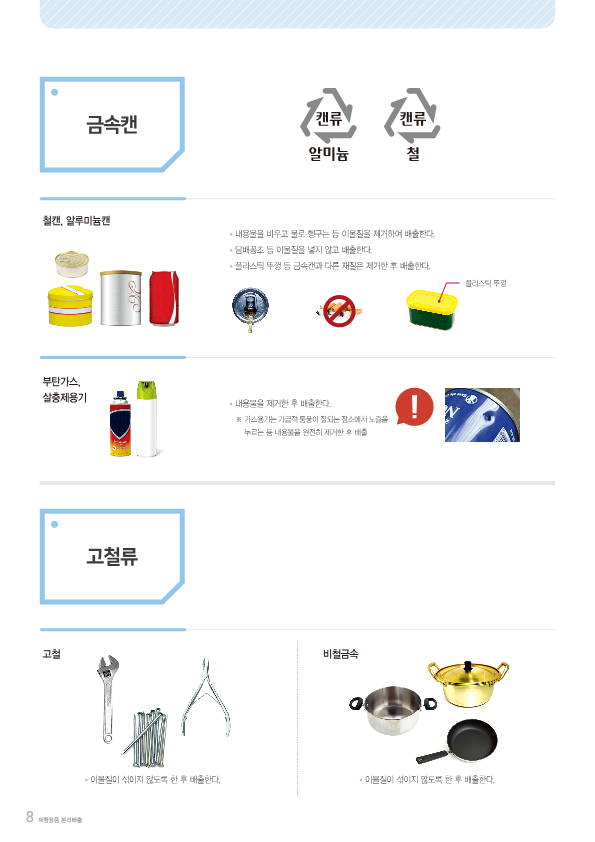 금속캔
캔류
알미늄
캔류
철
철캔, 알루미늄캔
• 내용물을 비우고 물로 헹구는 등 이물질을 제거하여 배출한다.
• 담배꽁초 등 이물질을 넣지 않고 배출한다.
• 플라스틱 뚜껑 등 금속캔과 다른 재질은 제거한 후 배출한다.
플라스틱 뚜껑
부탄가스,
살충제용기
• 내용물을 제거한 후 배출한다.
※ 가스용기는 가급적 통풍이 잘되는 장소에서 노즐을
누르는 등 내용물을 완전히 제거한 후 배출
고철류
고철
• 이물질이 섞이지 않도록 한 후 배출한다.
비철금속
• 이물질이 섞이지 않도록 한 후 배출한다.
8 재활용품 분리배출